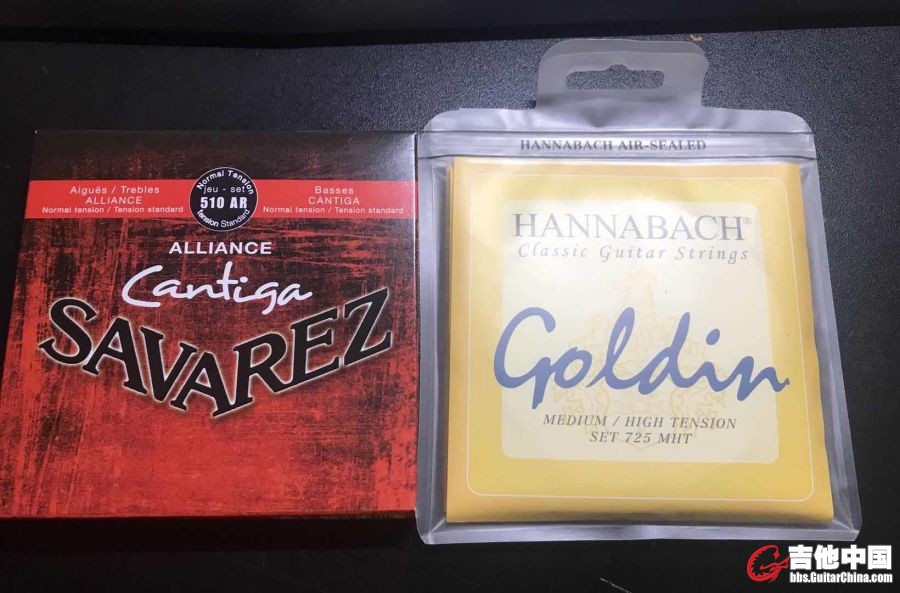 Aiguës / Trebles
ALLIANCE
Normal tension / Tension standard
Normal Tension
jeu - set
510 AR
Tension Standard
Basses
CANTIGA
Normal tension / Tension standard
ALLIANCE
Cantiga
SAVAREZ
HANNABACH AIR-SEALED
HANNABACH®
Classic Guitar Strings
Goldin
MEDIUM / HIGH TENSION
SET 725 MHT
吉他中国
bbs.GuitarChina.com